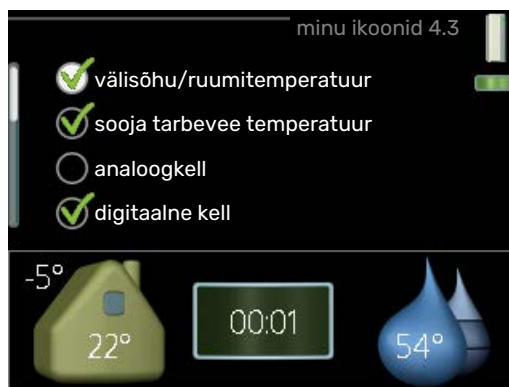 minu ikoonid 4.3
välisõhu/ruumitemperatuur
sooja tarbevee temperatuur
analoogkell
digitaalne kell
-5°
22°
00:01
54°